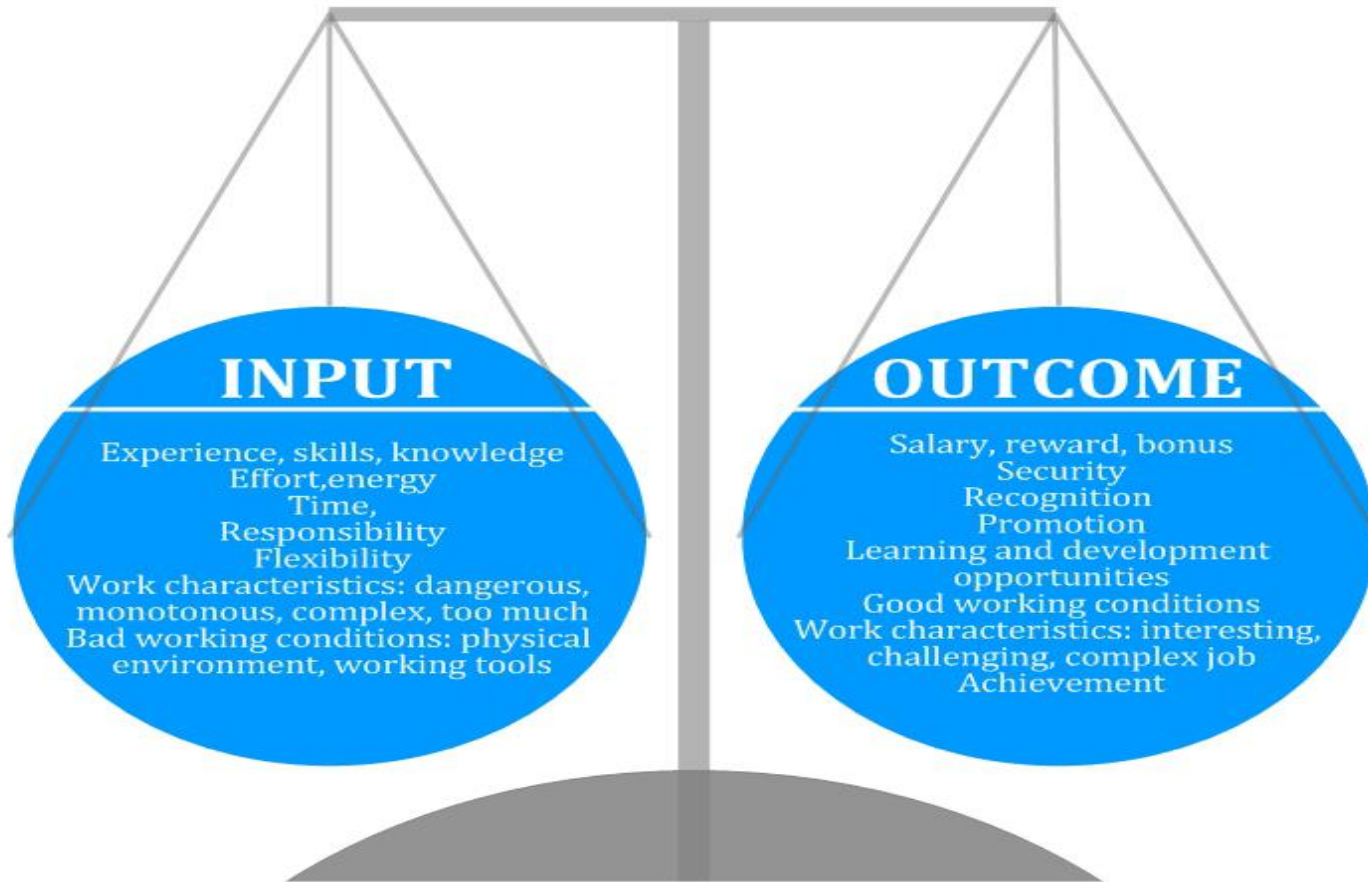 INPUT
Experience, skills, knowledge
Effort,energy
Time,
Responsibility
Flexibility
Work characteristics: dangerous,
monotonous, complex, too much
Bad working conditions: physical
environment, working tools
OUTCOME
Salary, reward, bonus
Security
Recognition
Promotion
Learning and development
opportunities
Good working conditions
Work characteristics: interesting,
challenging, complex job
Achievement